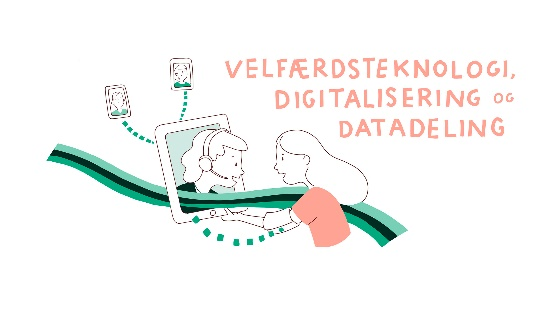 VELFÆRDSTEKNOLOGI,
DIGITALISERING OG
DATADELING